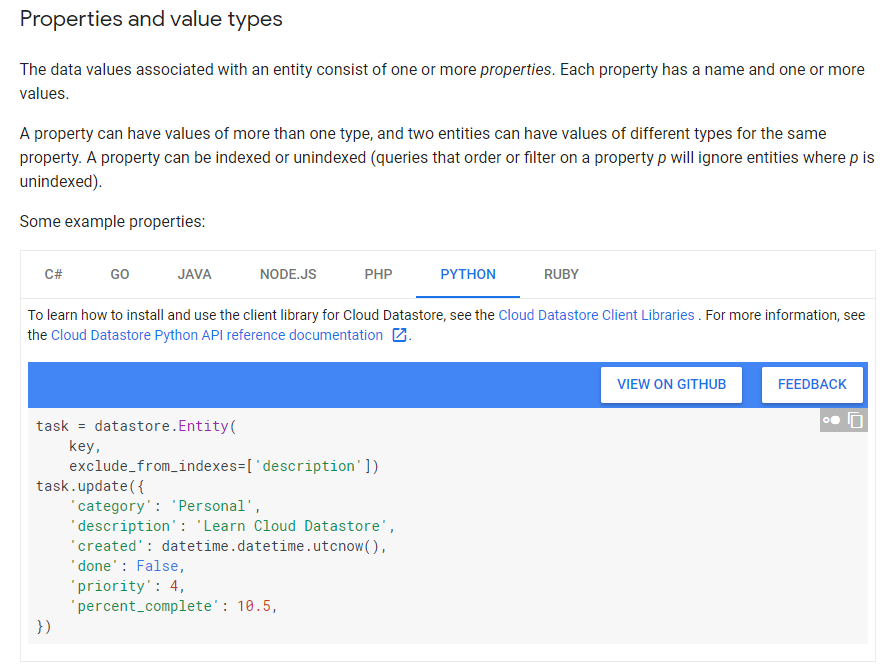 Properties and value types
The data values associated with an entity consist of one or more properties. Each property has a name and one or more
values.
A property can have values of more than one type, and two entities can have values of different types for the same
property. A property can be indexed or unindexed (queries that order or filter on a property p will ignore entities where p is
unindexed).
Some example properties:
C# GO JAVA NODE.JS PHP PYTHON RUBY
To learn how to install and use the client library for Cloud Datastore, see the Cloud Datastore Client Libraries . For more information, see
the Cloud Datastore Python API reference documentation .
VIEW ON GITHUB FEEDBACK
task = datastore.Entity(
    key,
    exclude_from_indexes=['description'])
task.update({
    'category': 'Personal',
    'description': 'Learn Cloud Datastore',
    'created': datetime.datetime.utcnow(),
    'done': False,
    'priority': 4,
    'percent_complete': 10.5,
})